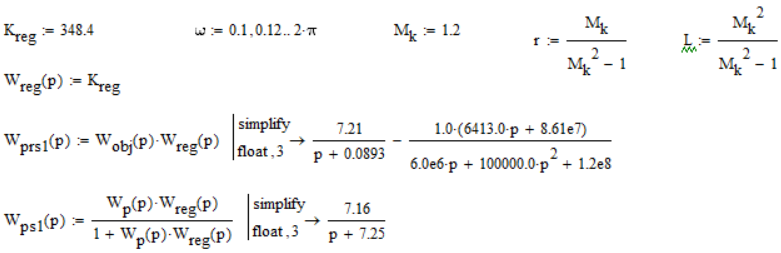 K_reg := 348.4    ω := 0.1, 0.12.. 2·π    M_k := 1.2    r := M_k / (M_k^2 − 1)    L := M_k^2 / (M_k^2 − 1)
W_reg(p) := K_reg
W_prs1(p) := W_obj(p)·W_reg(p) | simplify float ,3 → 7.21 / (p + 0.0893) − 1.0·(6413.0·p + 8.61e7) / (6.0e6·p + 100000.0·p^2 + 1.2e8)
W_ps1(p) := W_p(p)·W_reg(p) / (1 + W_p(p)·W_reg(p)) | simplify float ,3 → 7.16 / (p + 7.25)